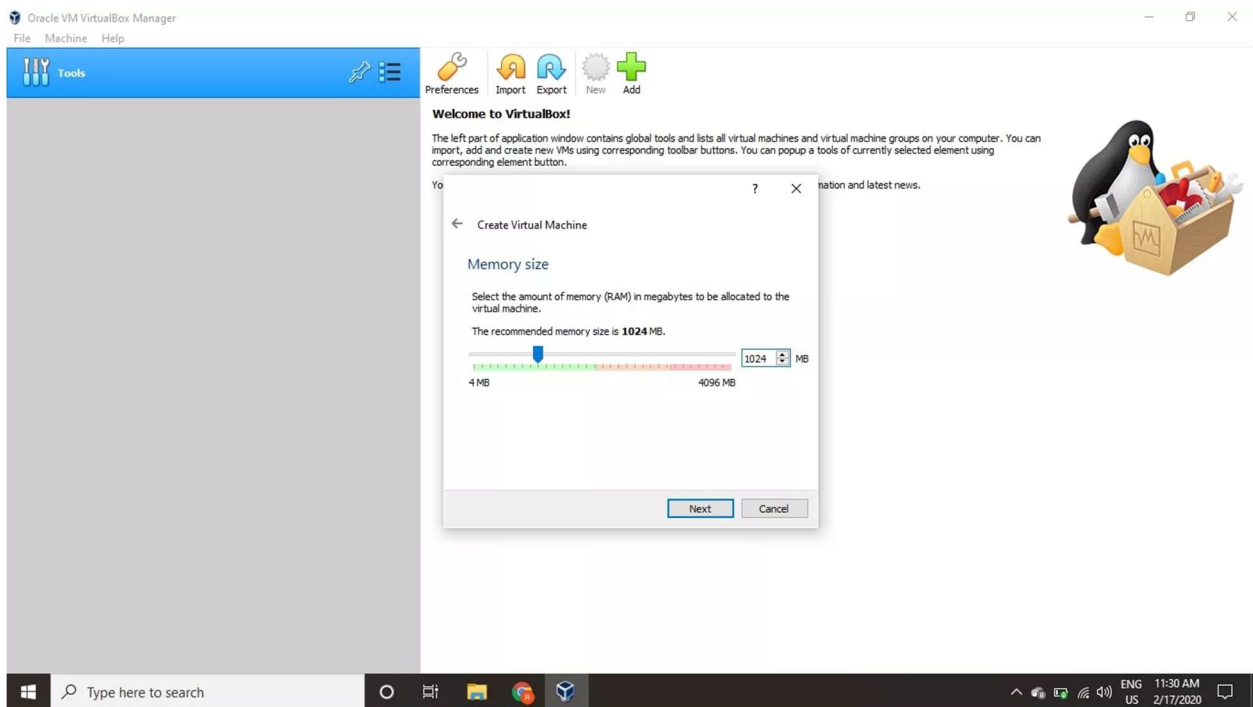 Oracle VM VirtualBox Manager
File Machine Help
Tools
Preferences Import Export New Add
Welcome to VirtualBox!
The left part of application window contains global tools and lists all virtual machines and virtual machine groups on your computer. You can
import, add and create new VMs using corresponding toolbar buttons. You can popup a tools of currently selected element using
corresponding element button.
Yo
mation and latest news.
?
Create Virtual Machine
Memory size
Select the amount of memory (RAM) in megabytes to be allocated to the
virtual machine.
The recommended memory size is 1024 MB.
1024 MB
4 MB 4096 MB
Next Cancel
Type here to search
R
ENG
US
11:30 AM
2/17/2020